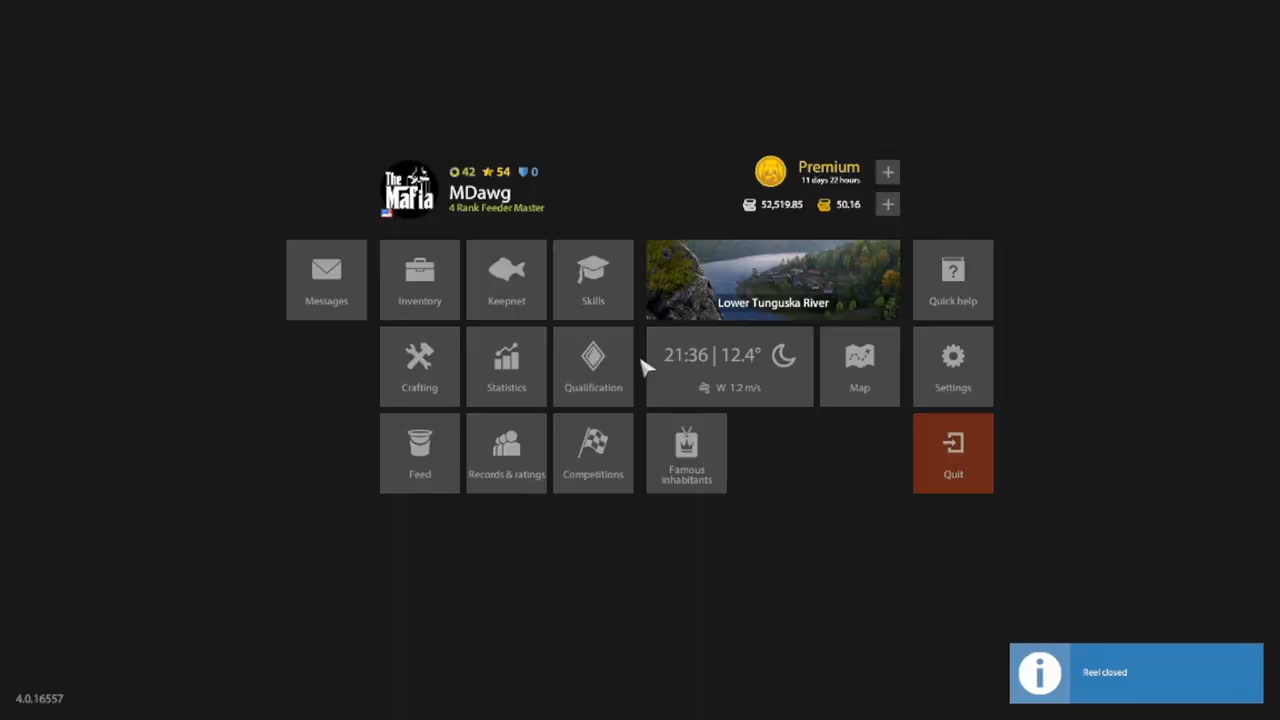 The
Mafia
42 54 0
MDawg
4 Rank Feeder Master
Premium
11 days 22 hours
52,519.85 50.16
Messages
Inventory
Keepnet
Skills
Lower Tunguska River
Quick help
Crafting
Statistics
Qualification
21:36 | 12.4°
W 1.2 m/s
Map
Settings
Feed
Records & ratings
Competitions
Famous
inhabitants
Quit
Reel closed
4.0.16557